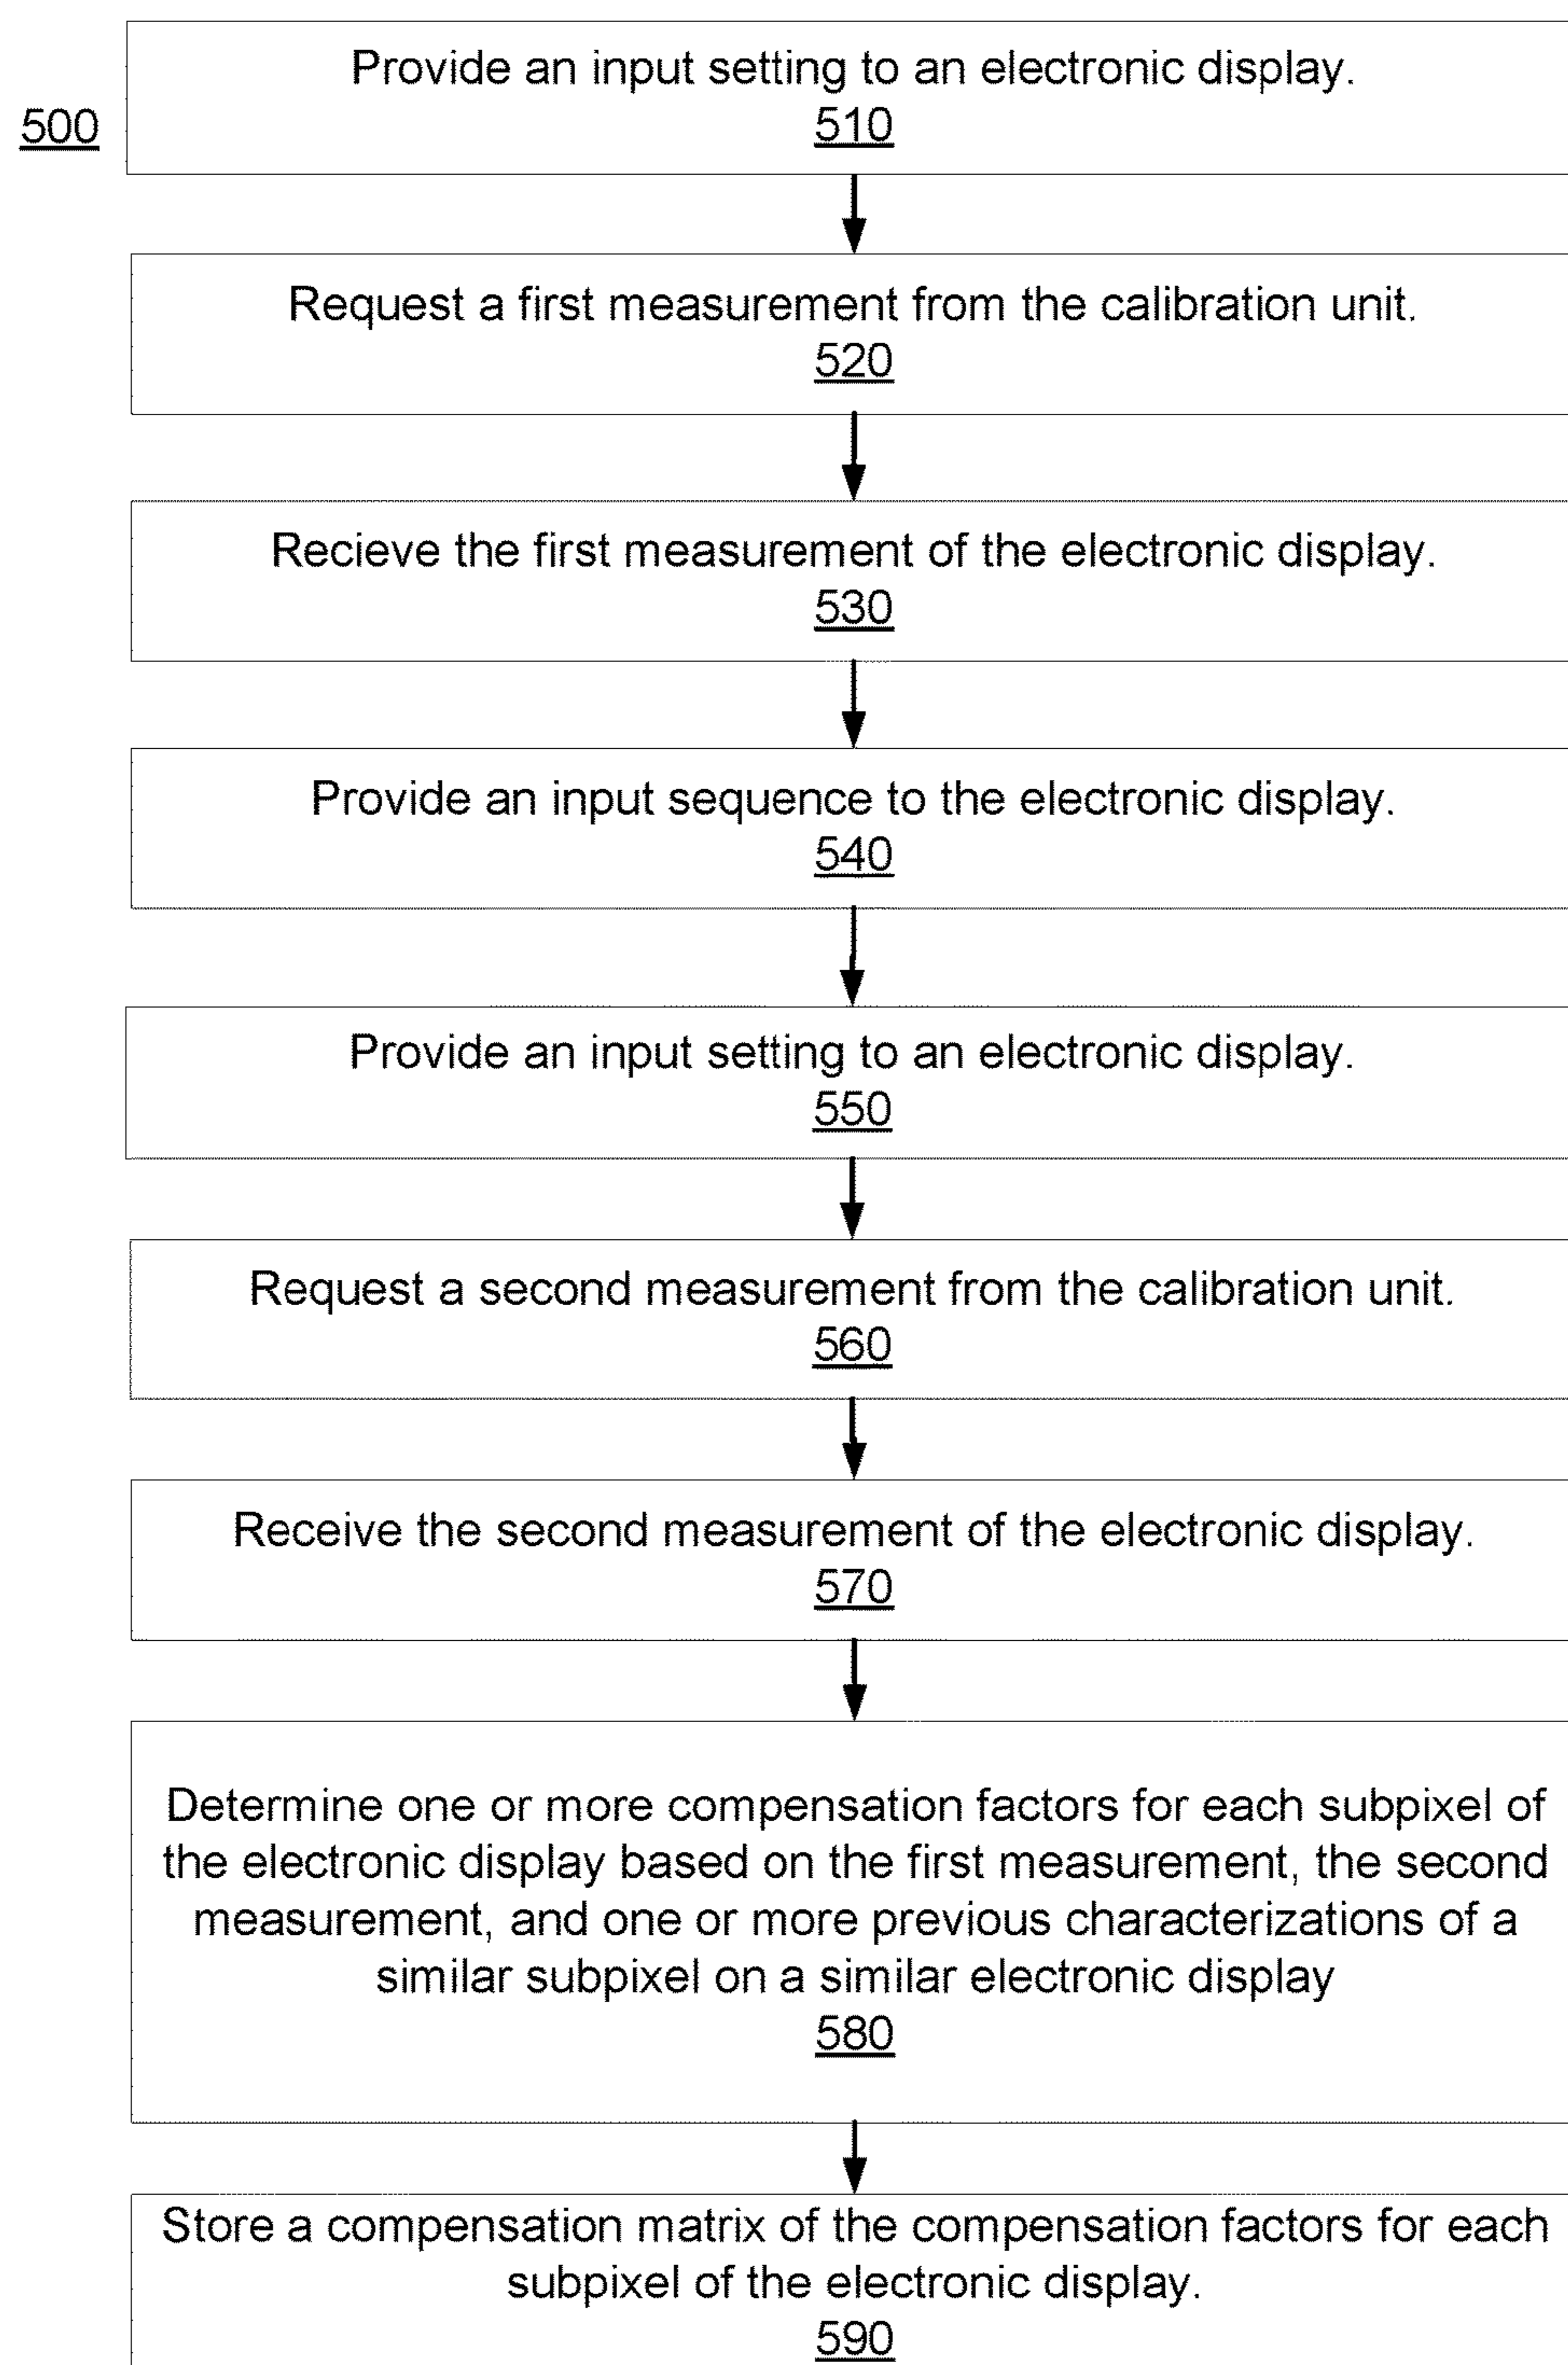 Provide an input setting to an electronic display.
500
510
Request a first measurement from the calibration unit.
520
Recieve the first measurement of the electronic display.
530
Provide an input sequence to the electronic display.
540
Provide an input setting to an electronic display.
550
Request a second measurement from the calibration unit.
560
Receive the second measurement of the electronic display.
570
Determine one or more compensation factors for each subpixel of
the electronic display based on the first measurement, the second
measurement, and one or more previous characterizations of a
similar subpixel on a similar electronic display
580
Store a compensation matrix of the compensation factors for each
subpixel of the electronic display.
590